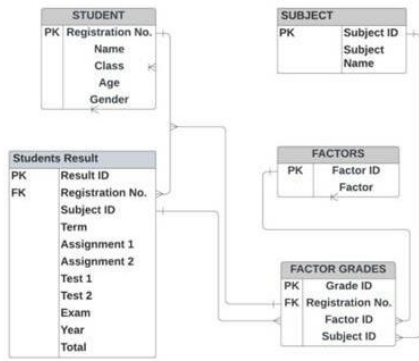 STUDENT
PK Registration No.
Name
Class
Age
Gender
SUBJECT
PK Subject ID
Subject
Name
Students Result
PK Result ID
FK Registration No.
Subject ID
Term
Assignment 1
Assignment 2
Test 1
Test 2
Exam
Year
Total
FACTORS
PK Factor ID
Factor
FACTOR GRADES
PK Grade ID
FK Registration No.
Factor ID
Subject ID